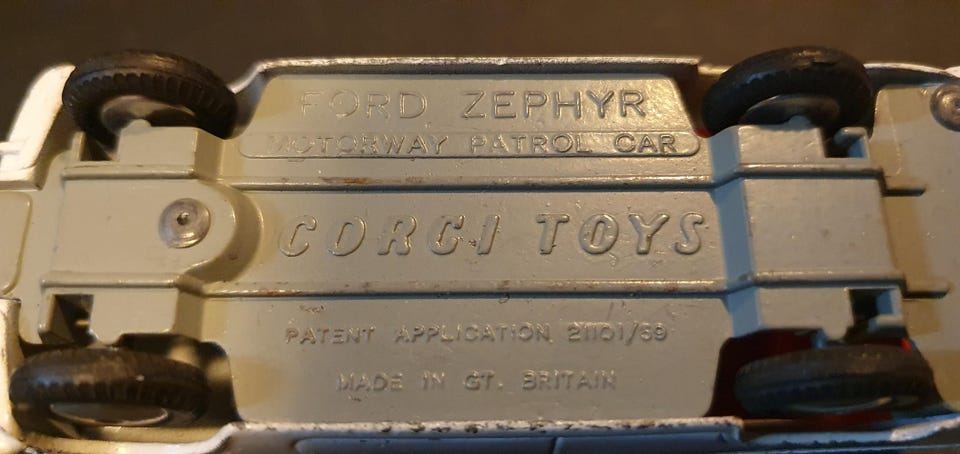 FORD ZEPHYR
MOTORWAY PATROL CAR
CORGI TOYS
PATENT APPLICATION 21101/59
MADE IN GT. BRITAIN